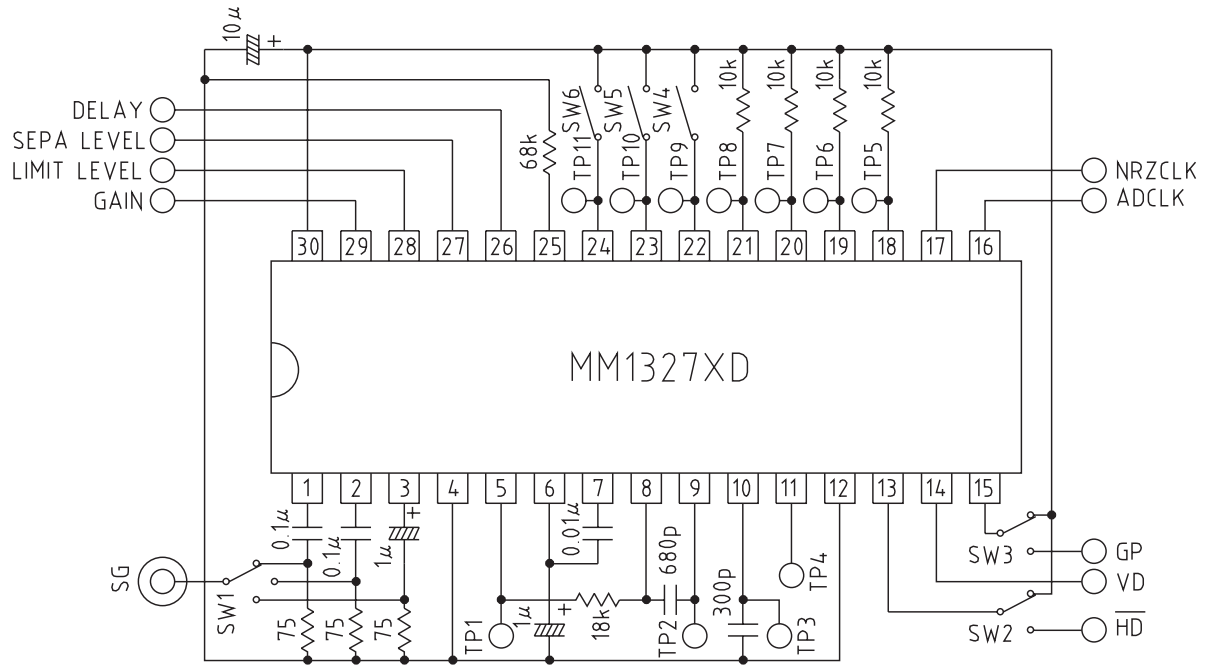 10μ
+
DELAY
SEPA LEVEL
LIMIT LEVEL
GAIN
68k
SW6
SW5
SW4
10k
10k
10k
10k
TP11
TP10
TP9
TP8
TP7
TP6
TP5
NRZCLK
ADCLK
30
29
28
27
26
25
24
23
22
21
20
19
18
17
16
MM1327XD
1
2
3
4
5
6
7
8
9
10
11
12
13
14
15
0.1μ
0.1μ
1μ
+
0.01μ
680p
300p
SG
SW1
75
75
75
TP1
1μ
+
18k
TP2
TP3
TP4
SW3
GP
VD
SW2
HD